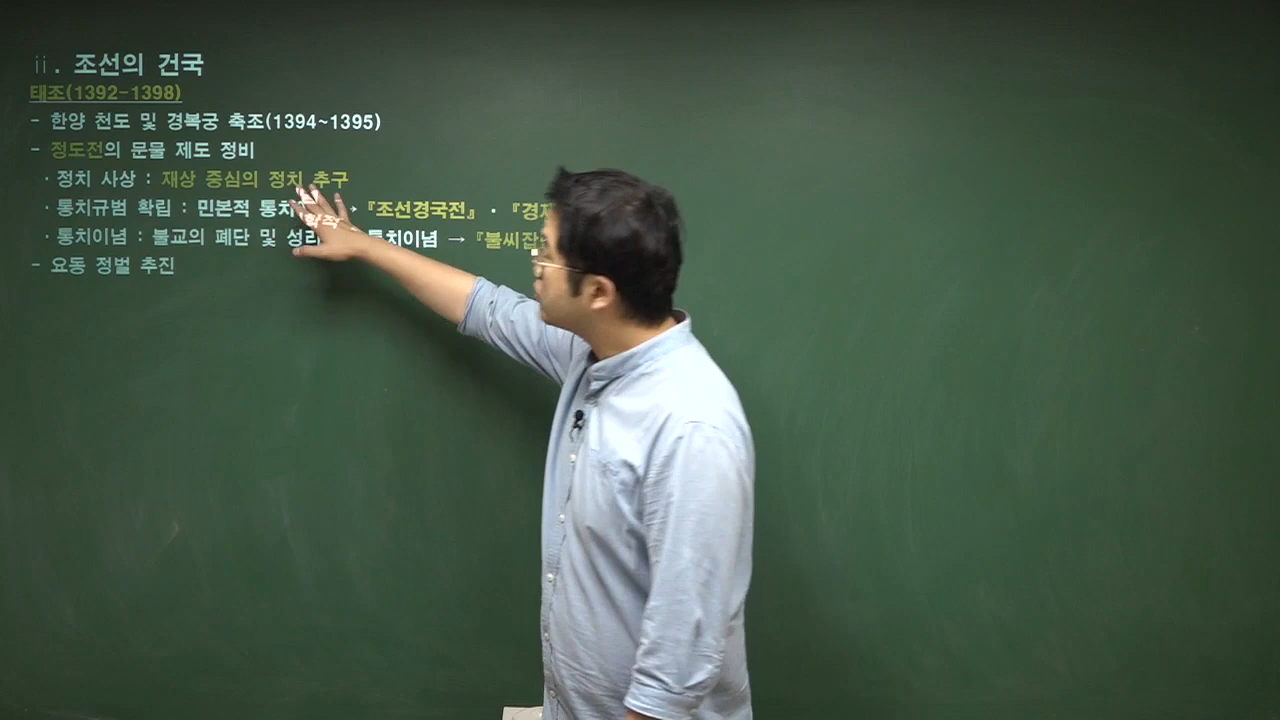 ⅱ. 조선의 건국
태조(1392-1398)
- 한양 천도 및 경복궁 축조(1394~1395)
- 정도전의 문물 제도 정비
· 정치 사상 : 재상 중심의 정치 추구
· 통치규범 확립 : 민본적 통치 → 『조선경국전』 ·
· 통치이념 : 불교의 폐단 및 성리학적 통치이념 →
- 요동 정벌 추진